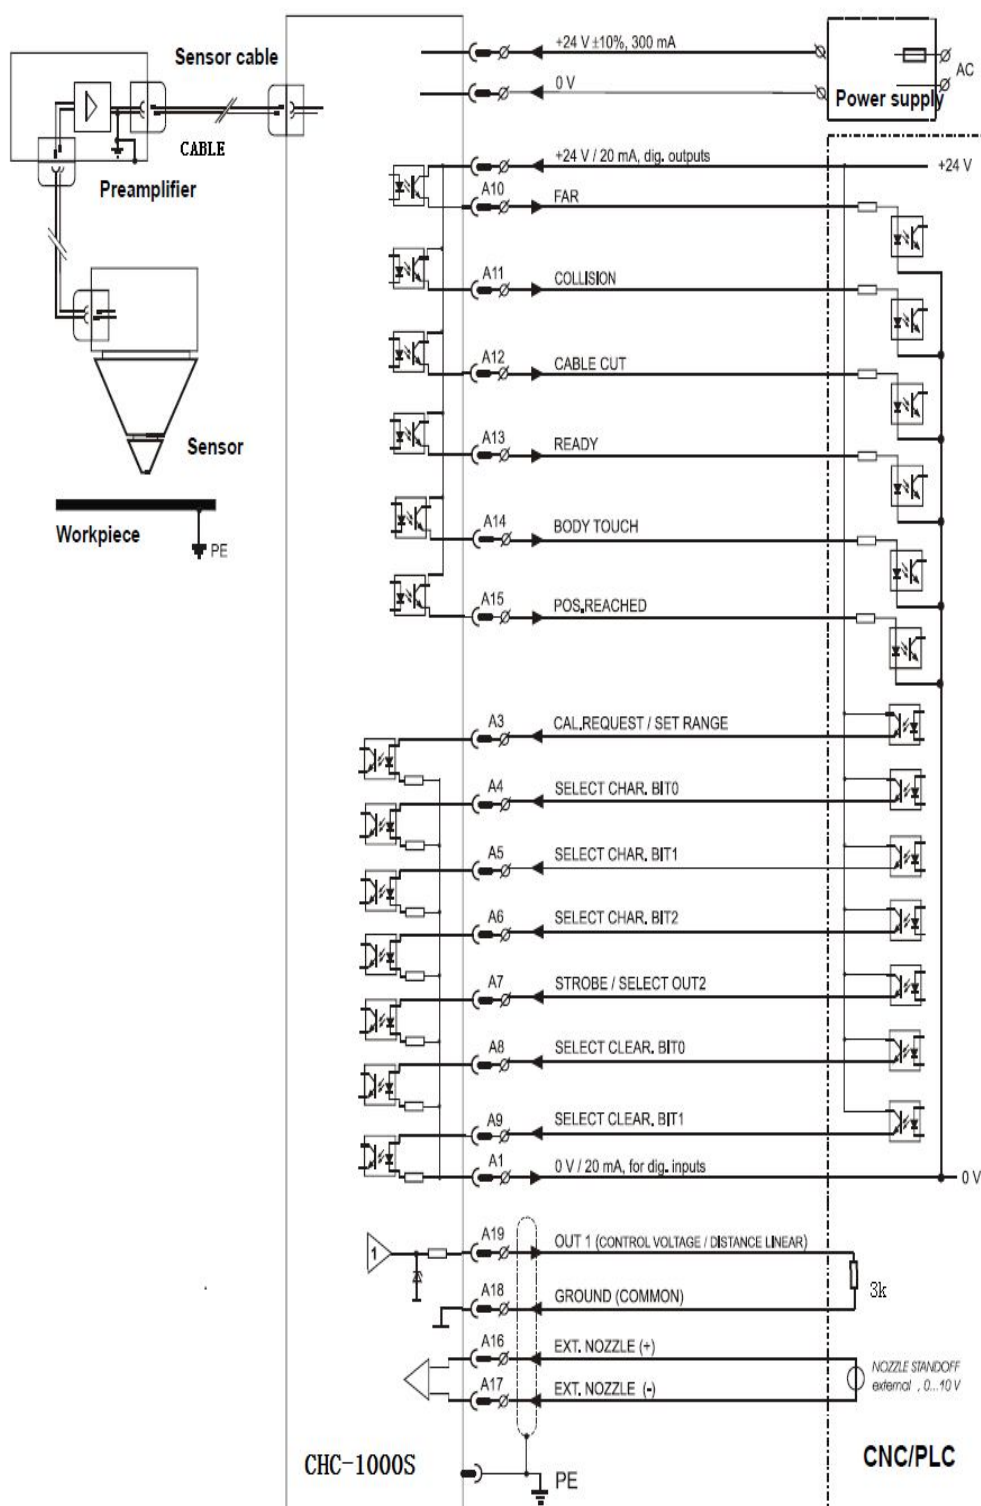 Sensor cable
CABLE
Preamplifier
Sensor
Workpiece
PE
+24 V ±10%, 300 mA
0 V
AC
Power supply
+24 V / 20 mA, dig. outputs
+24 V
A10
FAR
A11
COLLISION
A12
CABLE CUT
A13
READY
A14
BODY TOUCH
A15
POS.REACHED
A3
CAL.REQUEST / SET RANGE
A4
SELECT CHAR. BIT0
A5
SELECT CHAR. BIT1
A6
SELECT CHAR. BIT2
A7
STROBE / SELECT OUT2
A8
SELECT CLEAR. BIT0
A9
SELECT CLEAR. BIT1
A1
0 V / 20 mA, for dig. inputs
0 V
1
A19
OUT 1 (CONTROL VOLTAGE / DISTANCE LINEAR)
3k
A18
GROUND (COMMON)
A16
EXT. NOZZLE (+)
A17
EXT. NOZZLE (-)
NOZZLE STANDOFF
external , 0...10 V
CHC-1000S
PE
CNC/PLC